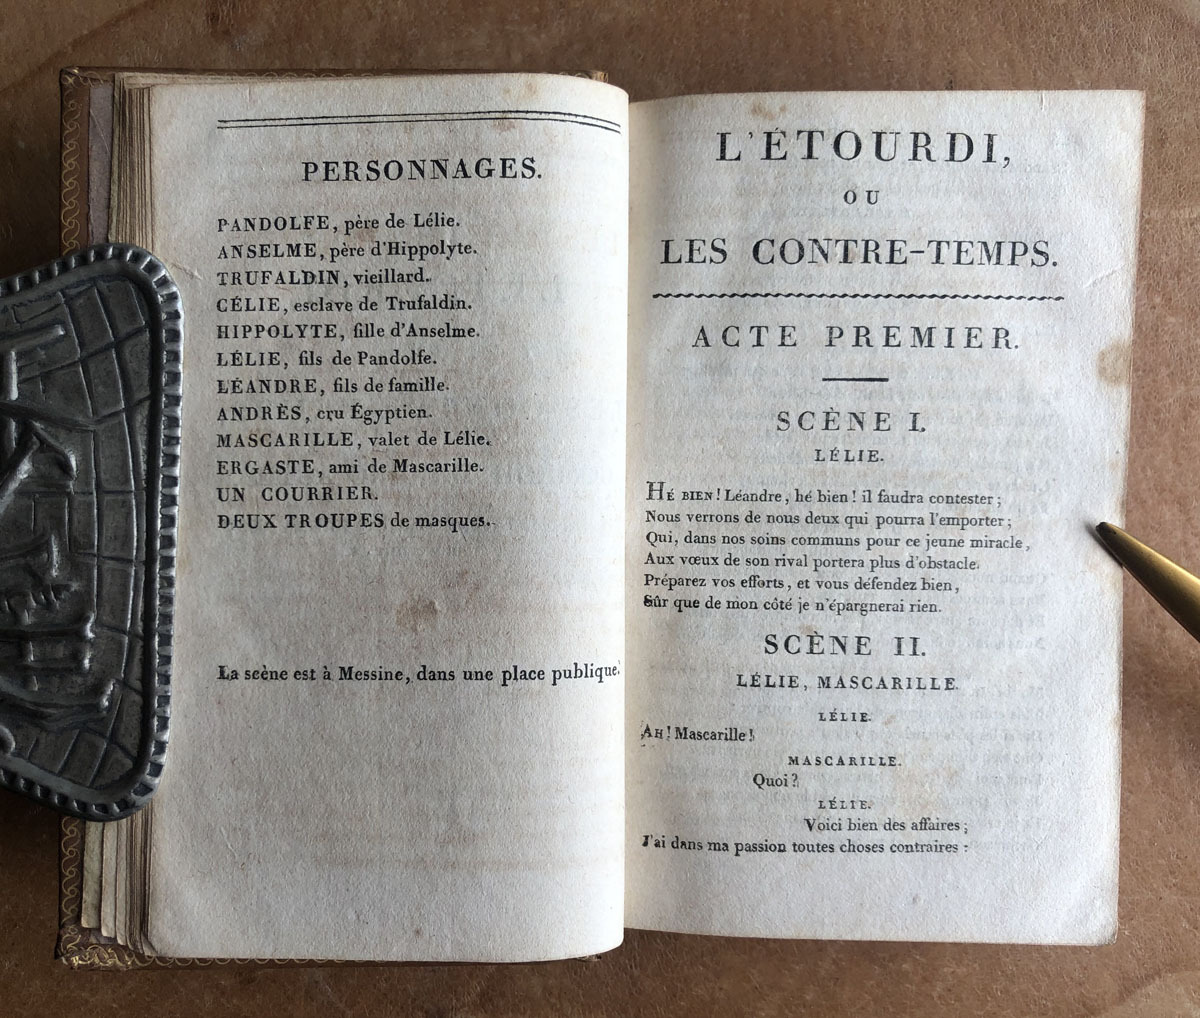 PERSONNAGES.
PANDOLFE, père de Lélie.
ANSELME, père d'Hippolyte.
TRUFALDIN, vieillard.
CÉLIE, esclave de Trufaldin.
HIPPOLYTE, fille d'Anselme.
LÉLIE, fils de Pandolfe.
LÉANDRE, fils de famille.
ANDRÈS, cru Égyptien.
MASCARILLE, valet de Lélie.
ERGASTE, ami de Mascarille.
UN COURRIER.
DEUX TROUPES de masques.
La scène est à Messine, dans une place publique.
L'ÉTOURDI,
OU
LES CONTRE-TEMPS.
ACTE PREMIER.
SCÈNE I.
LÉLIE.
HÉ BIEN! Léandre, hé bien! il faudra contester;
Nous verrons de nous deux qui pourra l'emporter;
Qui, dans nos soins communs pour ce jeune miracle,
Aux vœux de son rival portera plus d'obstacle.
Préparez vos efforts, et vous défendez bien,
Sûr que de mon côté je n'épargnerai rien.
SCÈNE II.
LÉLIE, MASCARILLE.
LÉLIE.
AH! Mascarille!
MASCARILLE.
Quoi?
LÉLIE.
Voici bien des affaires;
J'ai dans ma passion toutes choses contraires: